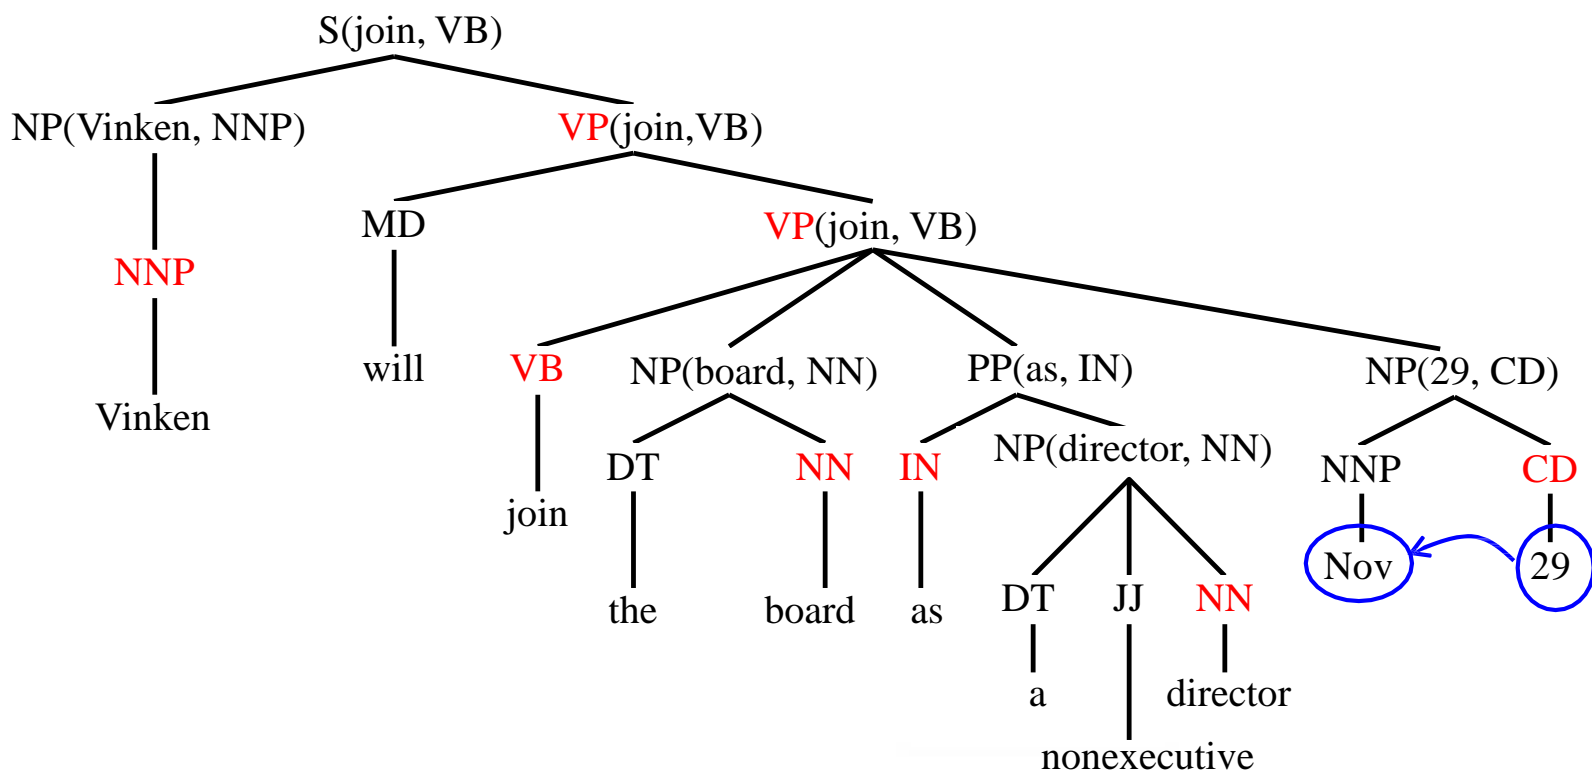 S(join, VB)
NP(Vinken, NNP) VP(join,VB)
MD VP(join, VB)
NNP
will VB NP(board, NN) PP(as, IN) NP(29, CD)
Vinken
DT NN IN NP(director, NN) NNP CD
join
Nov 29
the board as DT JJ NN
a director
nonexecutive